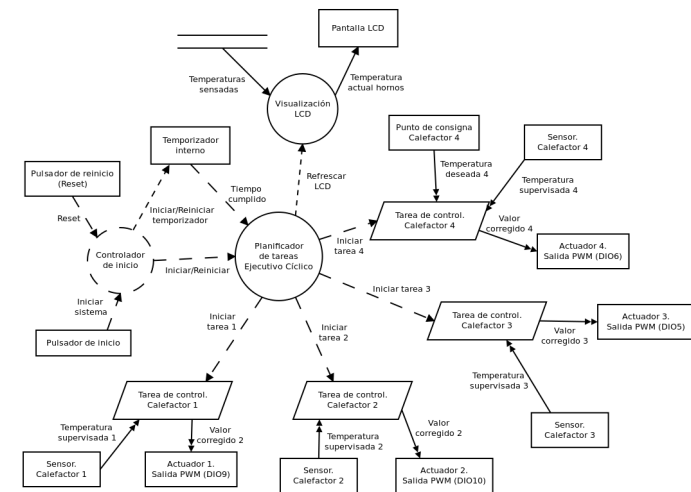 Pantalla LCD
Temperaturas
sensadas
Temperatura
actual hornos
Visualización
LCD
Temporizador
interno
Punto de consigna
Calefactor 4
Sensor.
Calefactor 4
Pulsador de reinicio
(Reset)
Tiempo
cumplido
Refrescar
LCD
Temperatura
deseada 4
Temperatura
supervisada 4
Reset
Iniciar/Reiniciar
temporizador
Tarea de control.
Calefactor 4
Valor
corregido 4
Controlador
de inicio
Iniciar/Reiniciar
Planificador
de tareas
Ejecutivo Cíclico
Iniciar
tarea 4
Actuador 4.
Salida PWM (DIO6)
Iniciar
sistema
Iniciar tarea 3
Pulsador de inicio
Iniciar
tarea 1
Iniciar
tarea 2
Tarea de control.
Calefactor 3
Valor
corregido 3
Actuador 3.
Salida PWM (DIO5)
Temperatura
supervisada 3
Tarea de control.
Calefactor 1
Tarea de control.
Calefactor 2
Temperatura
supervisada 1
Valor
corregido 2
Temperatura
supervisada 2
Valor
corregido 2
Sensor.
Calefactor 3
Sensor.
Calefactor 1
Actuador 1.
Salida PWM (DIO9)
Sensor.
Calefactor 2
Actuador 2.
Salida PWM (DIO10)